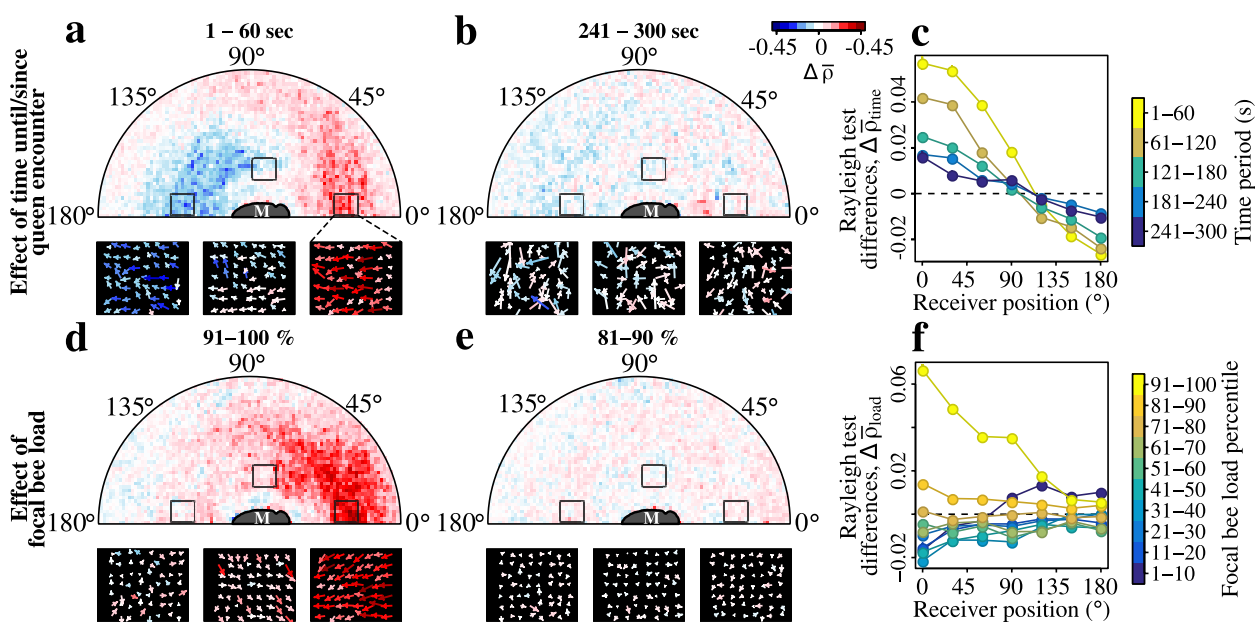 a
1 – 60 sec
b
241 – 300 sec
-0.45 0 -0.45
Δ ρ̄
c
Effect of time until/since
queen encounter
90°
135°
45°
180°
0°
M
90°
135°
45°
180°
0°
M
Rayleigh test
differences, Δ ρ̄time
0.04
0.02
0
-0.02
0 45 90 135 180
Receiver position (°)
1−60
61−120
121−180
181−240
241−300
Time period (s)
d
91–100 %
e
81–90 %
f
Effect of
focal bee load
90°
135°
45°
180°
0°
M
90°
135°
45°
180°
0°
M
Rayleigh test
differences, Δ ρ̄load
0.06
0.02
-0.02
0 45 90 135 180
Receiver position (°)
91−100
81−90
71−80
61−70
51−60
41−50
31−40
21−30
11−20
1−10
Focal bee load percentile